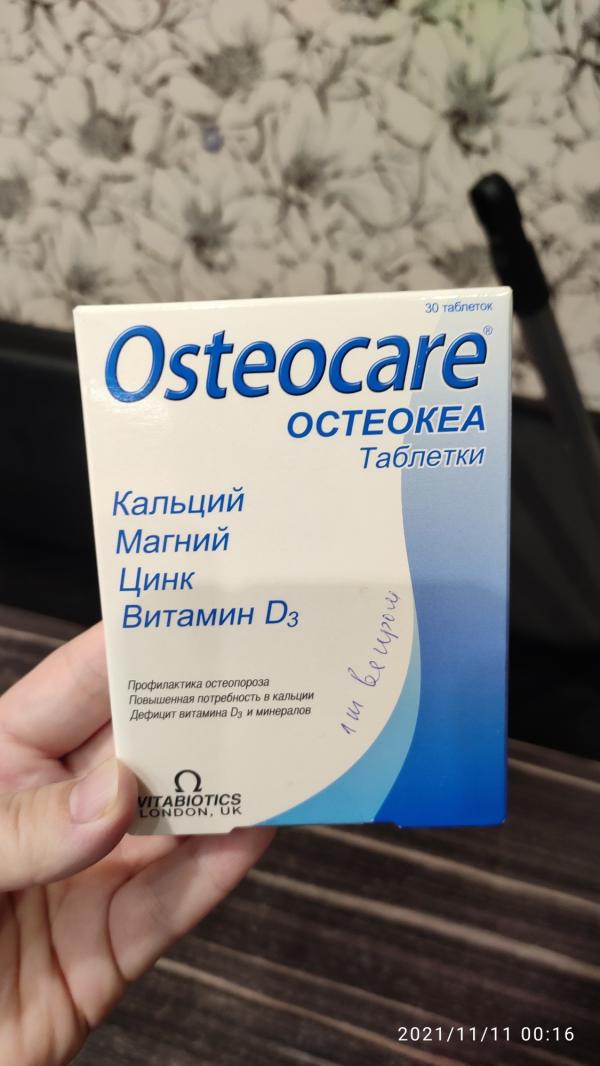 30 таблеток
Osteocare®
ОСТЕОКЕА
Таблетки
Кальций
Магний
Цинк
Витамин D3
1 т вечером
Профилактика остеопороза
Повышенная потребность в кальции
Дефицит витамина D3 и минералов
VITABIOTICS
LONDON, UK
2021/11/11 00:16